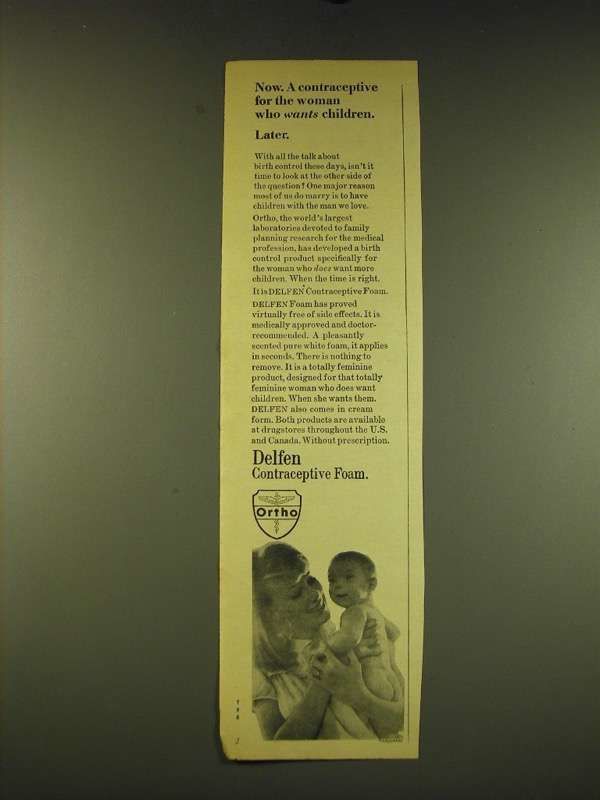 Now. A contraceptive
for the woman
who wants children.
Later.
With all the talk about
birth control these days, isn't it
time to look at the other side of
the question? One major reason
most of us do marry is to have
children with the man we love.
Ortho, the world's largest
laboratories devoted to family
planning research for the medical
profession, has developed a birth
control product specifically for
the woman who does want more
children. When the time is right.
It is DELFEN* Contraceptive Foam.
DELFEN Foam has proved
virtually free of side effects. It is
medically approved and doctor-
recommended. A pleasantly
scented pure white foam, it applies
in seconds. There is nothing to
remove. It is a totally feminine
product, designed for that totally
feminine woman who does want
children. When she wants them.
DELFEN also comes in cream
form. Both products are available
at drugstores throughout the U.S.
and Canada. Without prescription.
Delfen
Contraceptive Foam.
Ortho